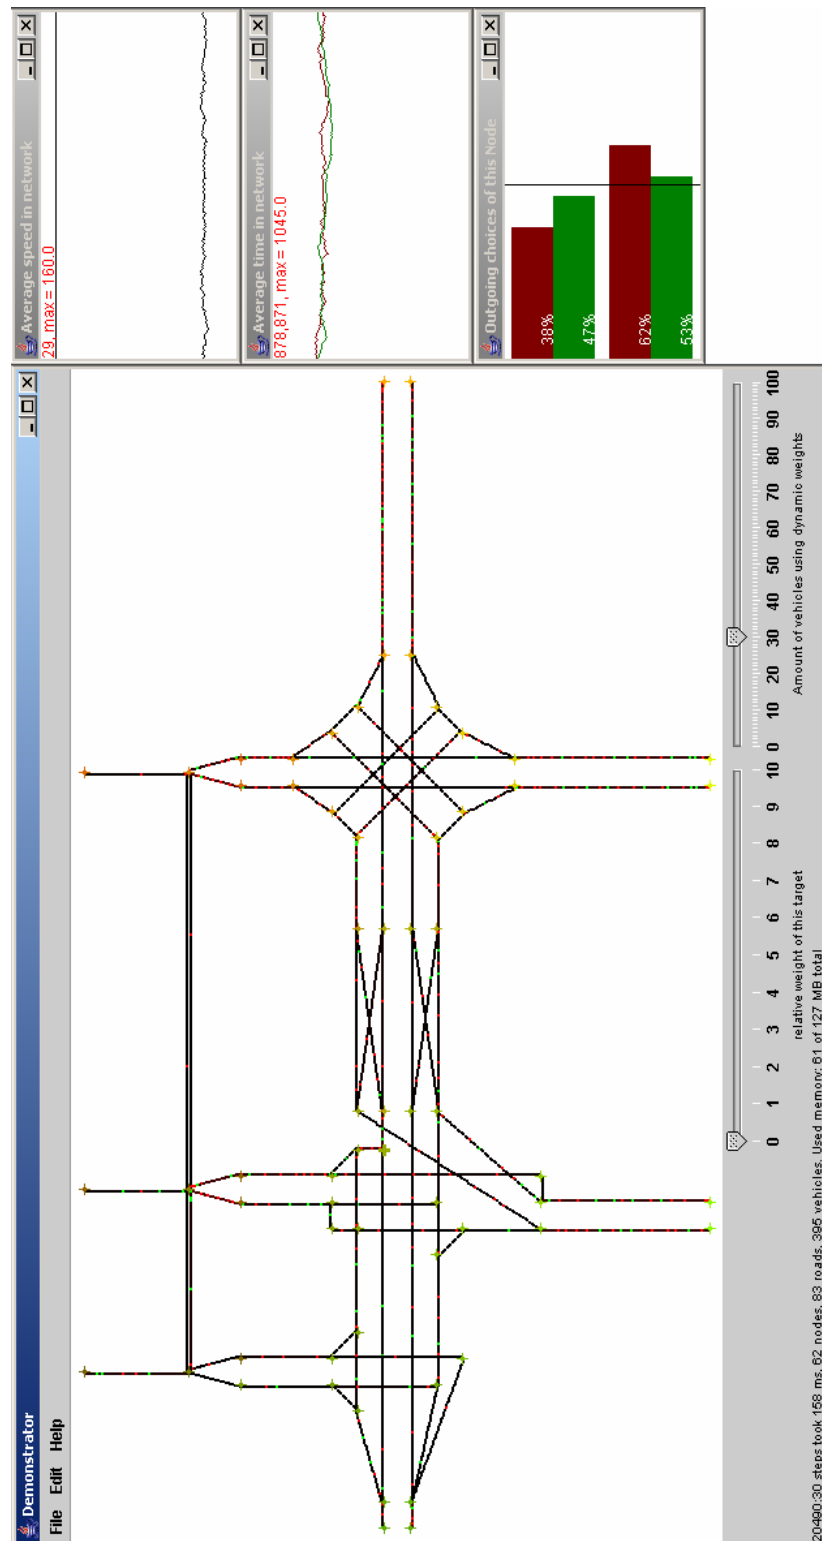 Demonstrator
File Edit Help
0 1 2 3 4 5 6 7 8 9 10
relative weight of this target
0 10 20 30 40 50 60 70 80 90 100
Amount of vehicles using dynamic weights
20490:30 steps took 158 ms, 62 nodes, 83 roads, 395 vehicles. Used memory: 61 of 127 MB total
Average speed in network
29, max = 160.0
Average time in network
878,871, max = 1045.0
Outgoing choices of this Node
38%
47%
62%
53%